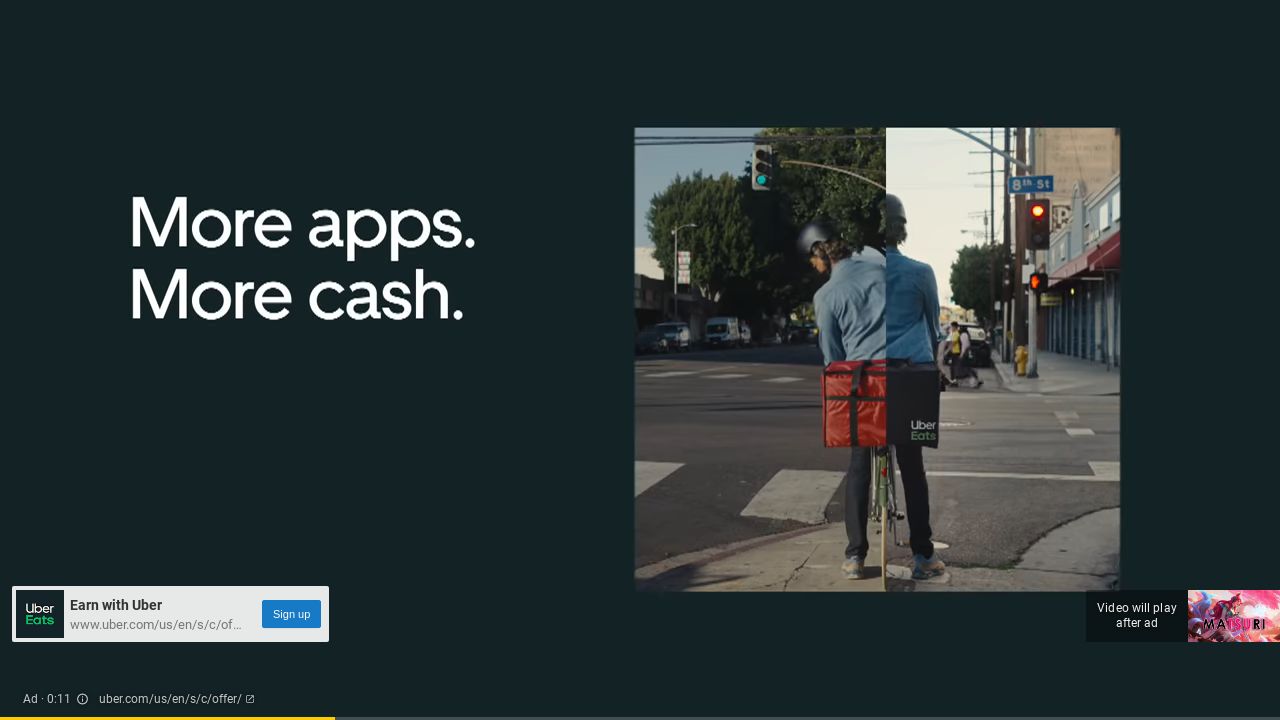 More apps.
More cash.
8th St
P
Uber
Eats
Uber
Eats
Earn with Uber
www.uber.com/us/en/s/c/of...
Sign up
Video will play
after ad
MATSURI
Ad · 0:11
uber.com/us/en/s/c/offer/